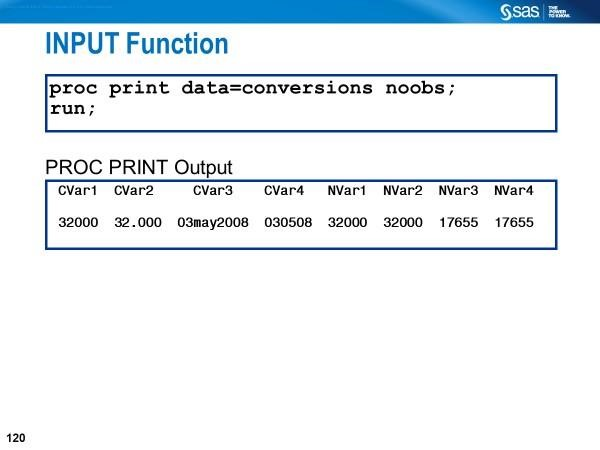 sas THE POWER TO KNOW.
INPUT Function
proc print data=conversions noobs;
run;
PROC PRINT Output
CVar1 CVar2 CVar3 CVar4 NVar1 NVar2 NVar3 NVar4
32000 32.000 03may2008 030508 32000 32000 17655 17655
120